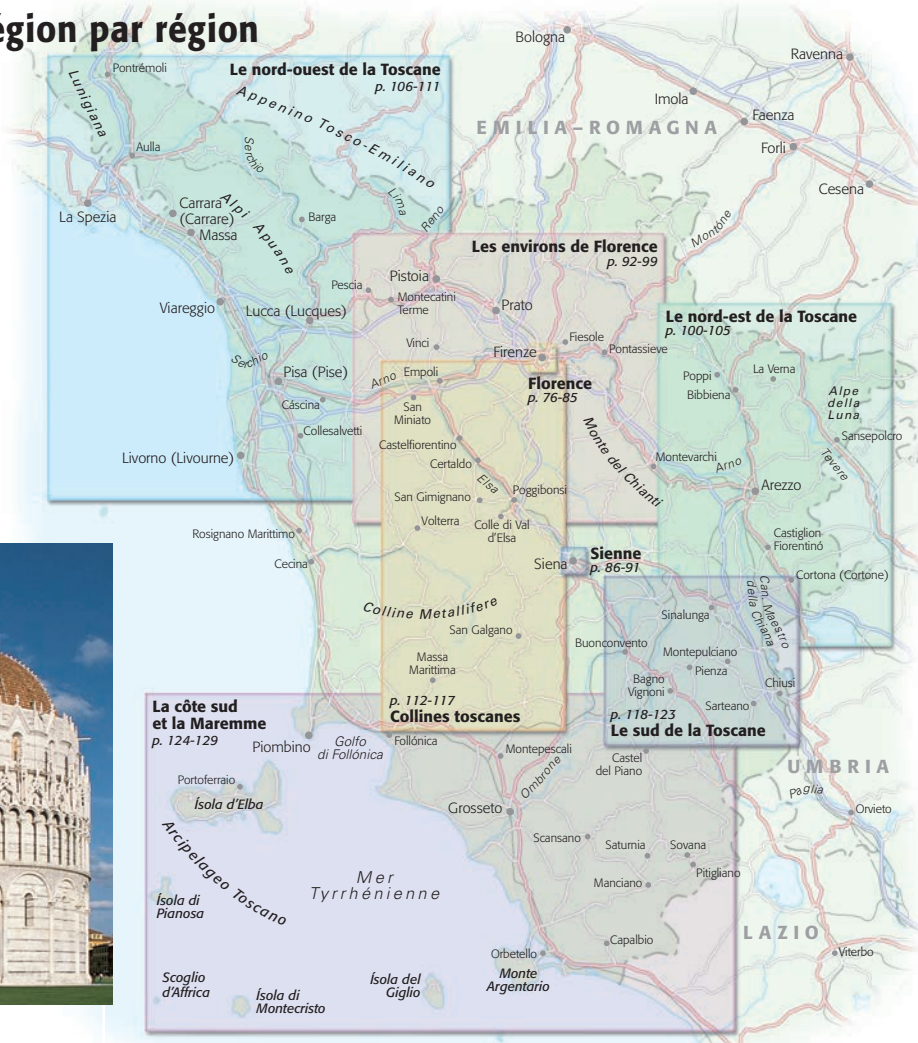 égion par région
Bologna
Ravenna
Pontrémoli
Le nord-ouest de la Toscane
p. 106-111
Lunigiana
Appenino Tosco-Emiliano
Imola
Faenza
EMILIA–ROMAGNA
Forli
Aulla
Serchio
Cesena
Lima
Reno
La Spezia
Carrara
(Carrare)
Massa
Alpi Apuane
Barga
Montóne
Les environs de Florence
p. 92-99
Pescia
Pistoia
Montecatini
Terme
Prato
Viareggio
Lucca (Lucques)
Le nord-est de la Toscane
p. 100-105
Vinci
Fiesole
Firenze
Pontassieve
Serchio
Pisa (Pise)
Arno
Empoli
Florence
p. 76-85
Poppi
La Verna
Bibbiena
Alpe
della
Luna
Cáscina
San
Miniato
Collesalvetti
Castelfiorentino
Monte del Chianti
Sansepolcro
Livorno (Livourne)
Certaldo
Montevarchi
Arno
Tevere
Elsa
San Gimignano
Poggibonsi
Arezzo
Volterra
Colle di Val
d'Elsa
Rosignano Marittimo
Castiglion
Fiorentinó
Cecina
Siena
Sienne
p. 86-91
Cortona (Cortone)
Can. Maestro
della Chiana
Colline Metallifere
Sinalunga
San Galgano
Buonconvento
Montepulciano
Massa
Marittima
Pienza
Bagno
Vignoni
Chiusi
La côte sud
et la Maremme
p. 124-129
p. 112-117
Collines toscanes
Sarteano
p. 118-123
Le sud de la Toscane
Piombino
Golfo
di Follónica
Follónica
Montepescali
Castel
del Piano
UMBRIA
Portoferraio
Ombrone
Paglia
Ísola d'Elba
Grosseto
Orvieto
Arcipelageo Toscano
Scansano
Saturnia
Sovana
Mer
Tyrrhénienne
Pitigliano
Manciano
Ísola di
Pianosa
LAZIO
Capalbio
Orbetello
Viterbo
Scoglio
d'Affrica
Ísola di
Montecristo
Ísola del
Giglio
Monte
Argentario